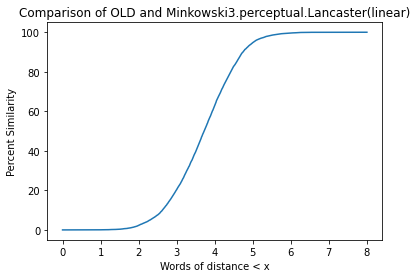 Comparison of OLD and Minkowski3.perceptual.Lancaster(linear)
100
80
60
40
20
0
Percent Similarity
0 1 2 3 4 5 6 7 8
Words of distance < x